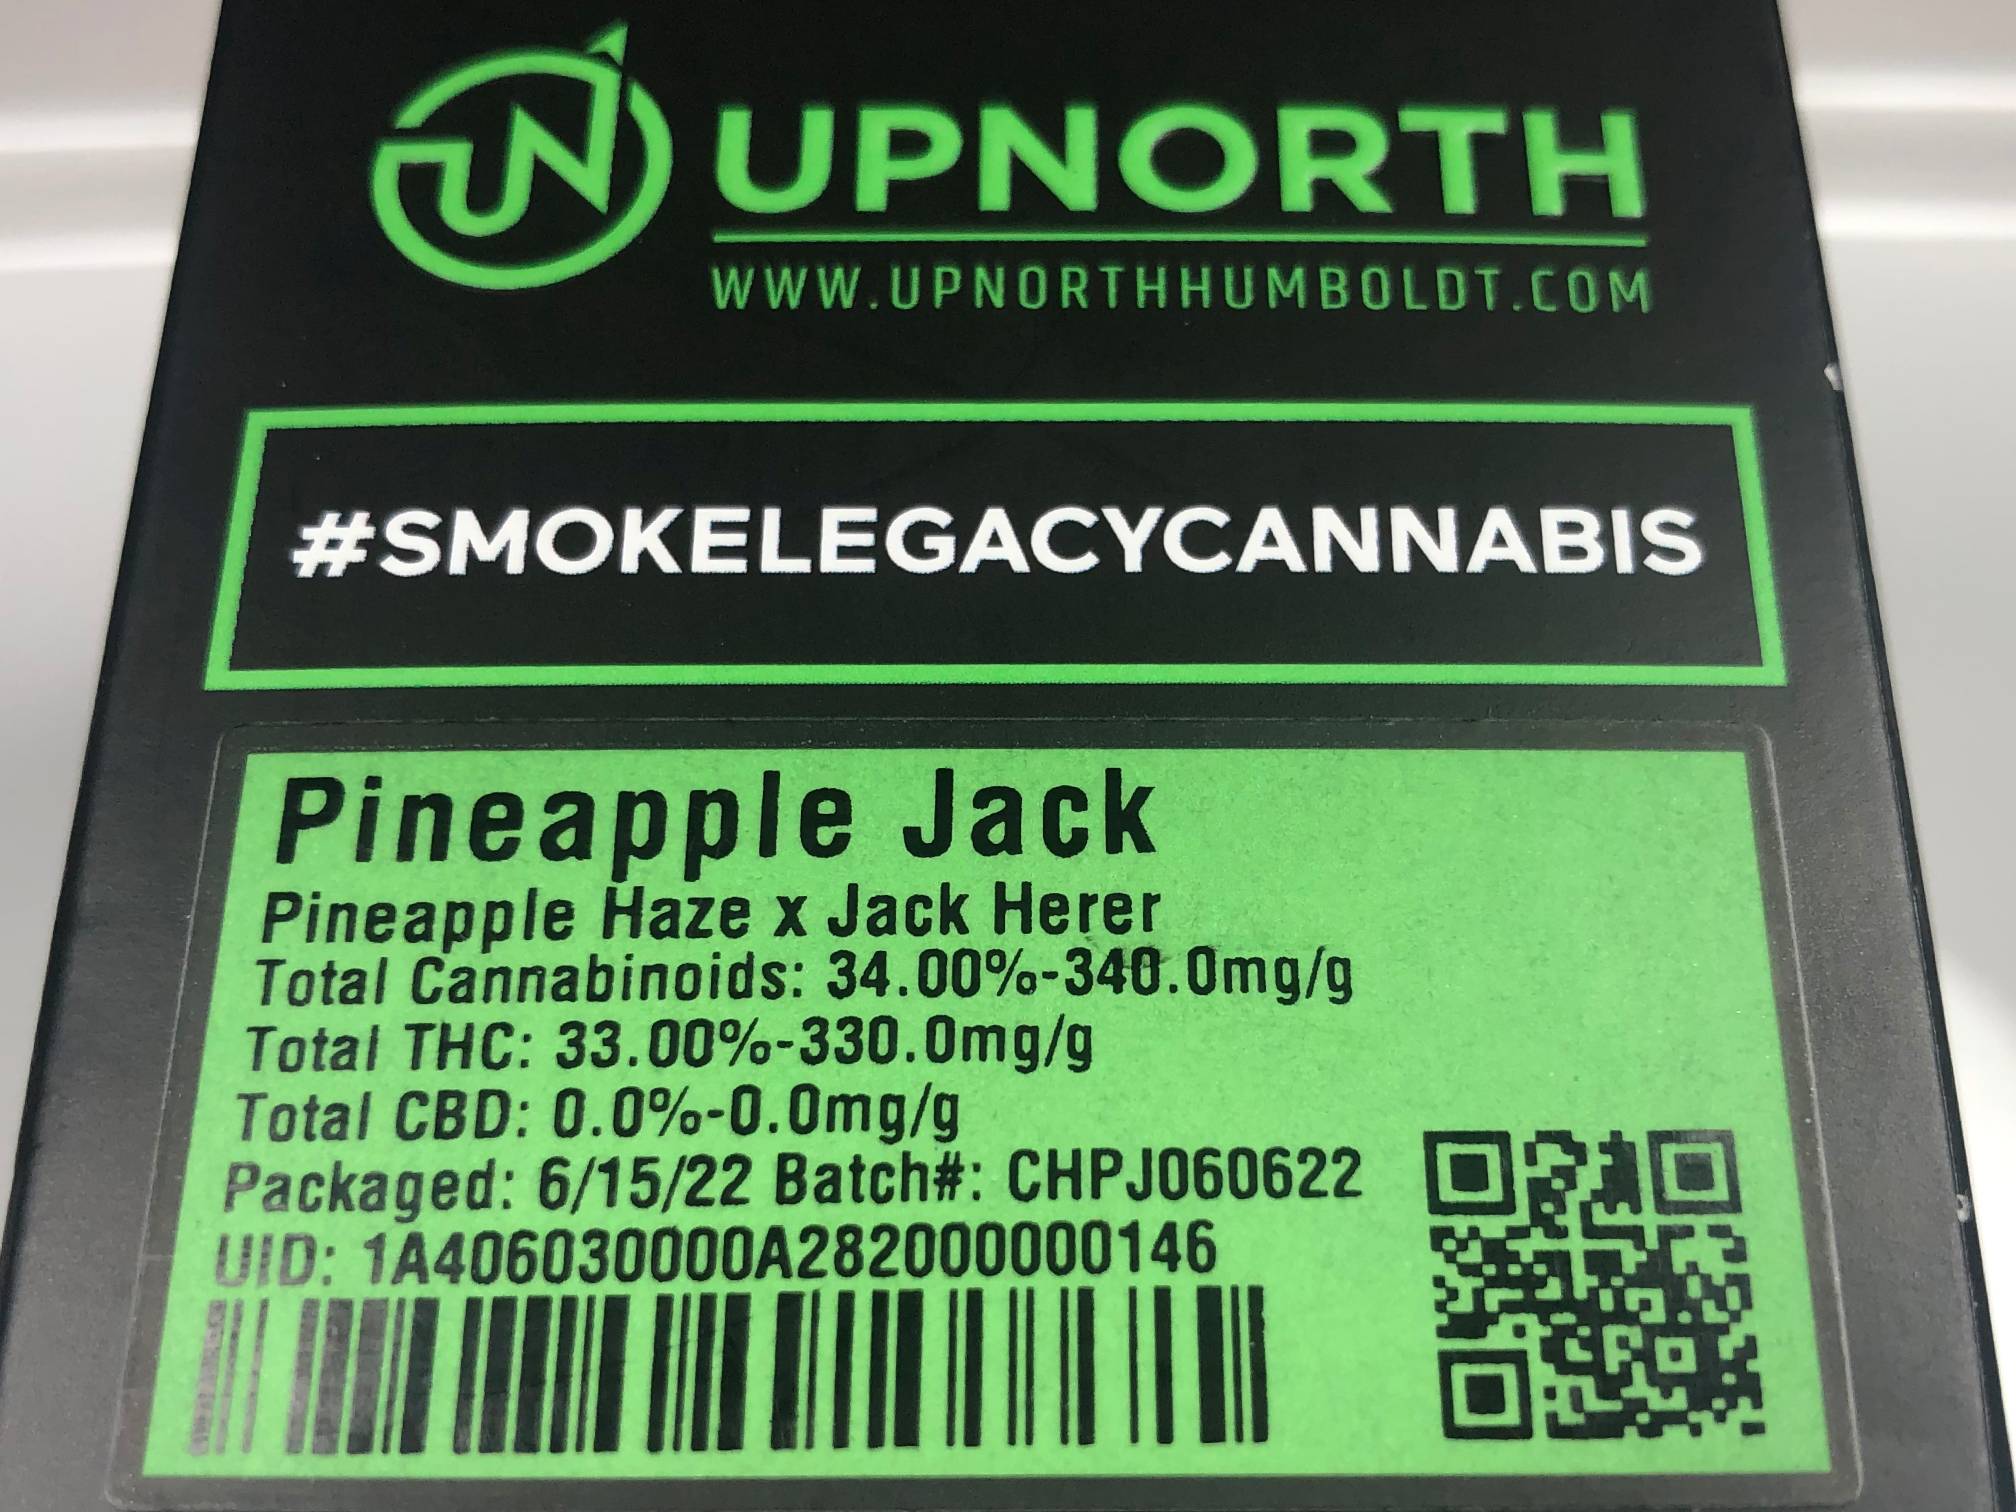 UN
UPNORTH
WWW.UPNORTHHUMBOLDT.COM
#SMOKELEGACYCANNABIS
Pineapple Jack
Pineapple Haze x Jack Herer
Total Cannabinoids: 34.00%-340.0mg/g
Total THC: 33.00%-330.0mg/g
Total CBD: 0.0%-0.0mg/g
Packaged: 6/15/22 Batch#: CHPJ060622
UID: 1A406030000A282000000146